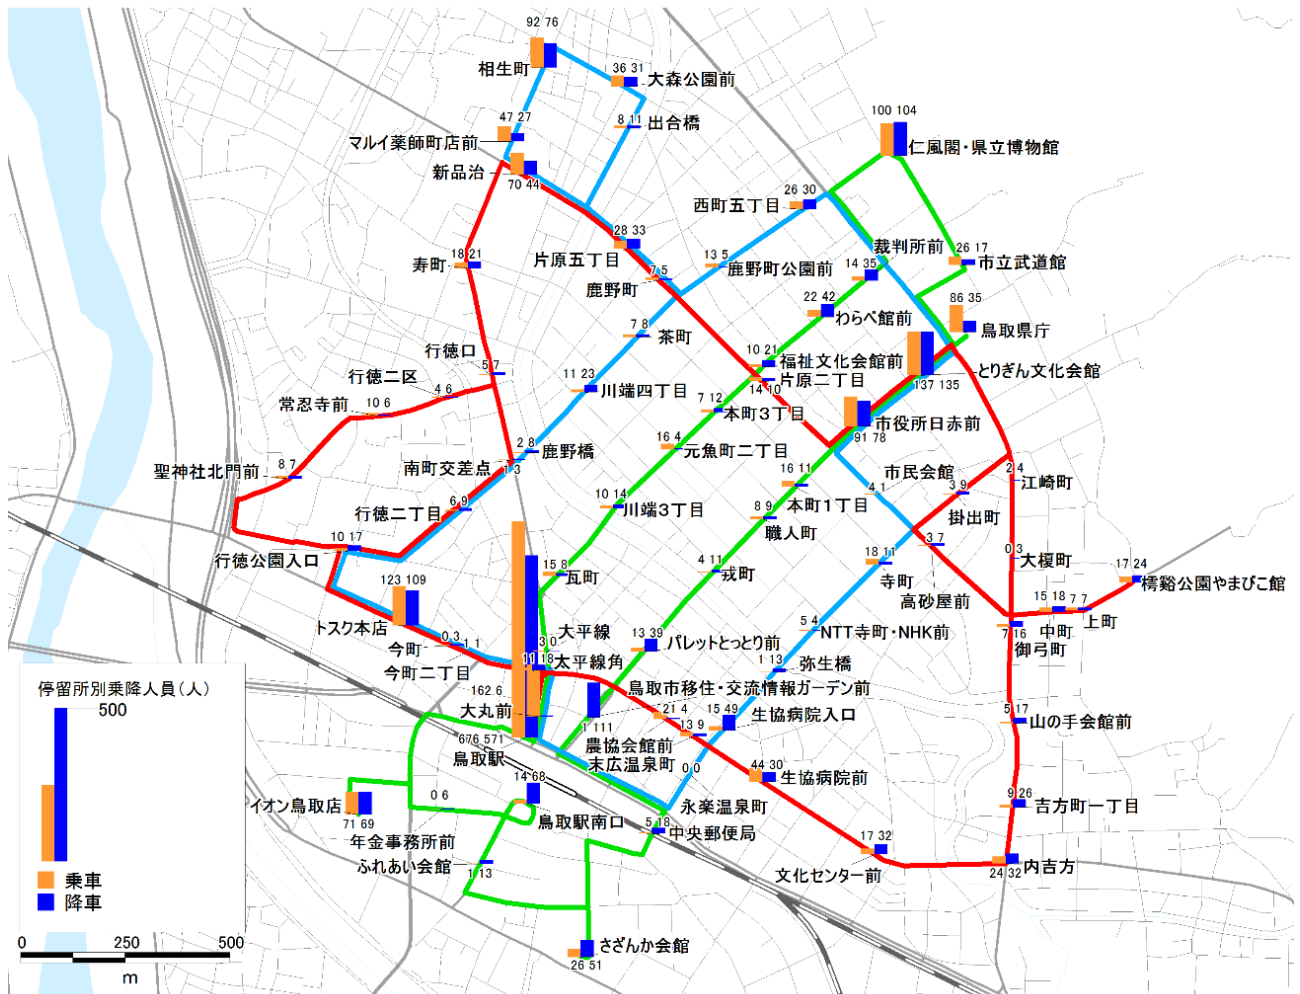 92 76
相生町
36 31
大森公園前
8 11
出合橋
47 27
マルイ薬師町店前
新品治
70 44
100 104
仁風閣・県立博物館
26 30
西町五丁目
28 33
片原五丁目
13 5
鹿野町公園前
裁判所前
14 35
26 17
市立武道館
18 21
寿町
7 5
鹿野町
22 42
わらべ館前
86 35
鳥取県庁
7 8
茶町
行徳口
5 7
10 21
福祉文化会館前
片原二丁目
14 10
とりぎん文化会館
137 135
行徳二区
4 6
11 23
川端四丁目
常忍寺前
10 6
7 12
本町3丁目
市役所日赤前
91 78
2 8
鹿野橋
16 4
元魚町二丁目
聖神社北門前
8 7
南町交差点
1 3
市民会館
4 1
2 4
江崎町
3 9
掛出町
行徳二丁目
6 9
10 14
川端3丁目
16 11
本町1丁目
8 9
職人町
行徳公園入口
10 17
3 7
高砂屋前
0 3
大榎町
15 8
瓦町
4 11
戎町
18 11
寺町
17 24
樗谿公園やまびこ館
123 109
トスク本店
15 18
中町
7 7
上町
7 16
御弓町
5 4
NTT寺町・NHK前
0 3
今町
1 1
今町二丁目
大平線
3 0
11 18
太平線角
13 39
パレットとっとり前
1 13
弥生橋
162 6
大丸前
鳥取市移住・交流情報ガーデン前
21 4
15 49
生協病院入口
5 17
山の手会館前
676 571
鳥取駅
1 111
農協会館前
13 9
末広温泉町
0 0
永楽温泉町
44 30
生協病院前
停留所別乗降人員(人)
500
乗車
降車
イオン鳥取店
71 69
0 6
年金事務所前
14 68
鳥取駅南口
5 18
中央郵便局
9 26
吉方町一丁目
ふれあい会館
1 13
17 32
文化センター前
24 32
内吉方
さざんか会館
26 51
0 250 500
m